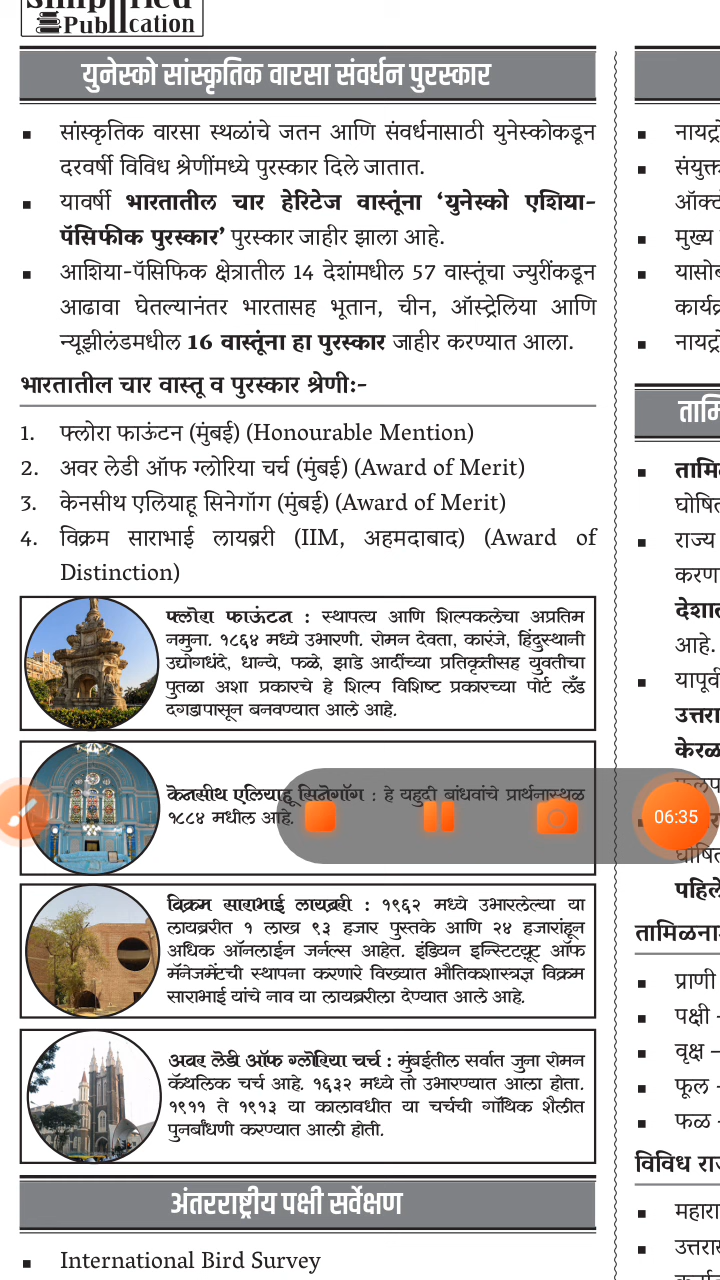 Publication
युनेस्को सांस्कृतिक वारसा संवर्धन पुरस्कार
▪ सांस्कृतिक वारसा स्थळांचे जतन आणि संवर्धनासाठी युनेस्कोकडून
दरवर्षी विविध श्रेणींमध्ये पुरस्कार दिले जातात.
▪ यावर्षी भारतातील चार हेरिटेज वास्तूंना ‘युनेस्को एशिया-
पॅसिफीक पुरस्कार’ पुरस्कार जाहीर झाला आहे.
▪ आशिया-पॅसिफिक क्षेत्रातील 14 देशांमधील 57 वास्तूंचा ज्युरींकडून
आढावा घेतल्यानंतर भारतासह भूतान, चीन, ऑस्ट्रेलिया आणि
न्यूझीलंडमधील 16 वास्तूंना हा पुरस्कार जाहीर करण्यात आला.
भारतातील चार वास्तू व पुरस्कार श्रेणी:-
1. फ्लोरा फाऊंटन (मुंबई) (Honourable Mention)
2. अवर लेडी ऑफ ग्लोरिया चर्च (मुंबई) (Award of Merit)
3. केनसीथ एलियाहू सिनेगॉग (मुंबई) (Award of Merit)
4. विक्रम साराभाई लायब्ररी (IIM, अहमदाबाद) (Award of
Distinction)
फ्लोरा फाऊंटन : स्थापत्य आणि शिल्पकलेचा अप्रतिम
नमुना. १८६४ मध्ये उभारणी. रोमन देवता, कारंजे, हिंदुस्थानी
उद्योगधंदे, धान्ये, फळे, झाडे आदींच्या प्रतिकृत्तीसह युवतीचा
पुतळा अशा प्रकारचे हे शिल्प विशिष्ट प्रकारच्या पोर्ट लँड
दगडापासून बनवण्यात आले आहे.
केनसीथ एलियाहू सिनेगॉग : हे यहुदी बांधवांचे प्रार्थनास्थळ
१८८४ मधील आहे.
06:35
विक्रम साराभाई लायब्ररी : १९६२ मध्ये उभारलेल्या या
लायब्ररीत १ लाख ९३ हजार पुस्तके आणि २४ हजारांहून
अधिक ऑनलाईन जर्नल्स आहेत. इंडियन इन्स्टिटय़ूट ऑफ
मॅनेजमेंटची स्थापना करणारे विख्यात भौतिकशास्त्रज्ञ विक्रम
साराभाई यांचे नाव या लायब्ररीला देण्यात आले आहे.
अवर लेडी ऑफ ग्लोरिया चर्च : मुंबईतील सर्वात जुना रोमन
कॅथलिक चर्च आहे. १६३२ मध्ये तो उभारण्यात आला होता.
१९११ ते १९१३ या कालावधीत या चर्चची गॉथिक शैलीत
पुनर्बांधणी करण्यात आली होती.
अंतरराष्ट्रीय पक्षी सर्वेक्षण
▪ International Bird Survey
▪ मुख्य
घोषित
▪ राज्य
आहे.
▪ प्राणी
▪ पक्षी -
▪ वृक्ष –
▪ फूल -
▪ फळ -